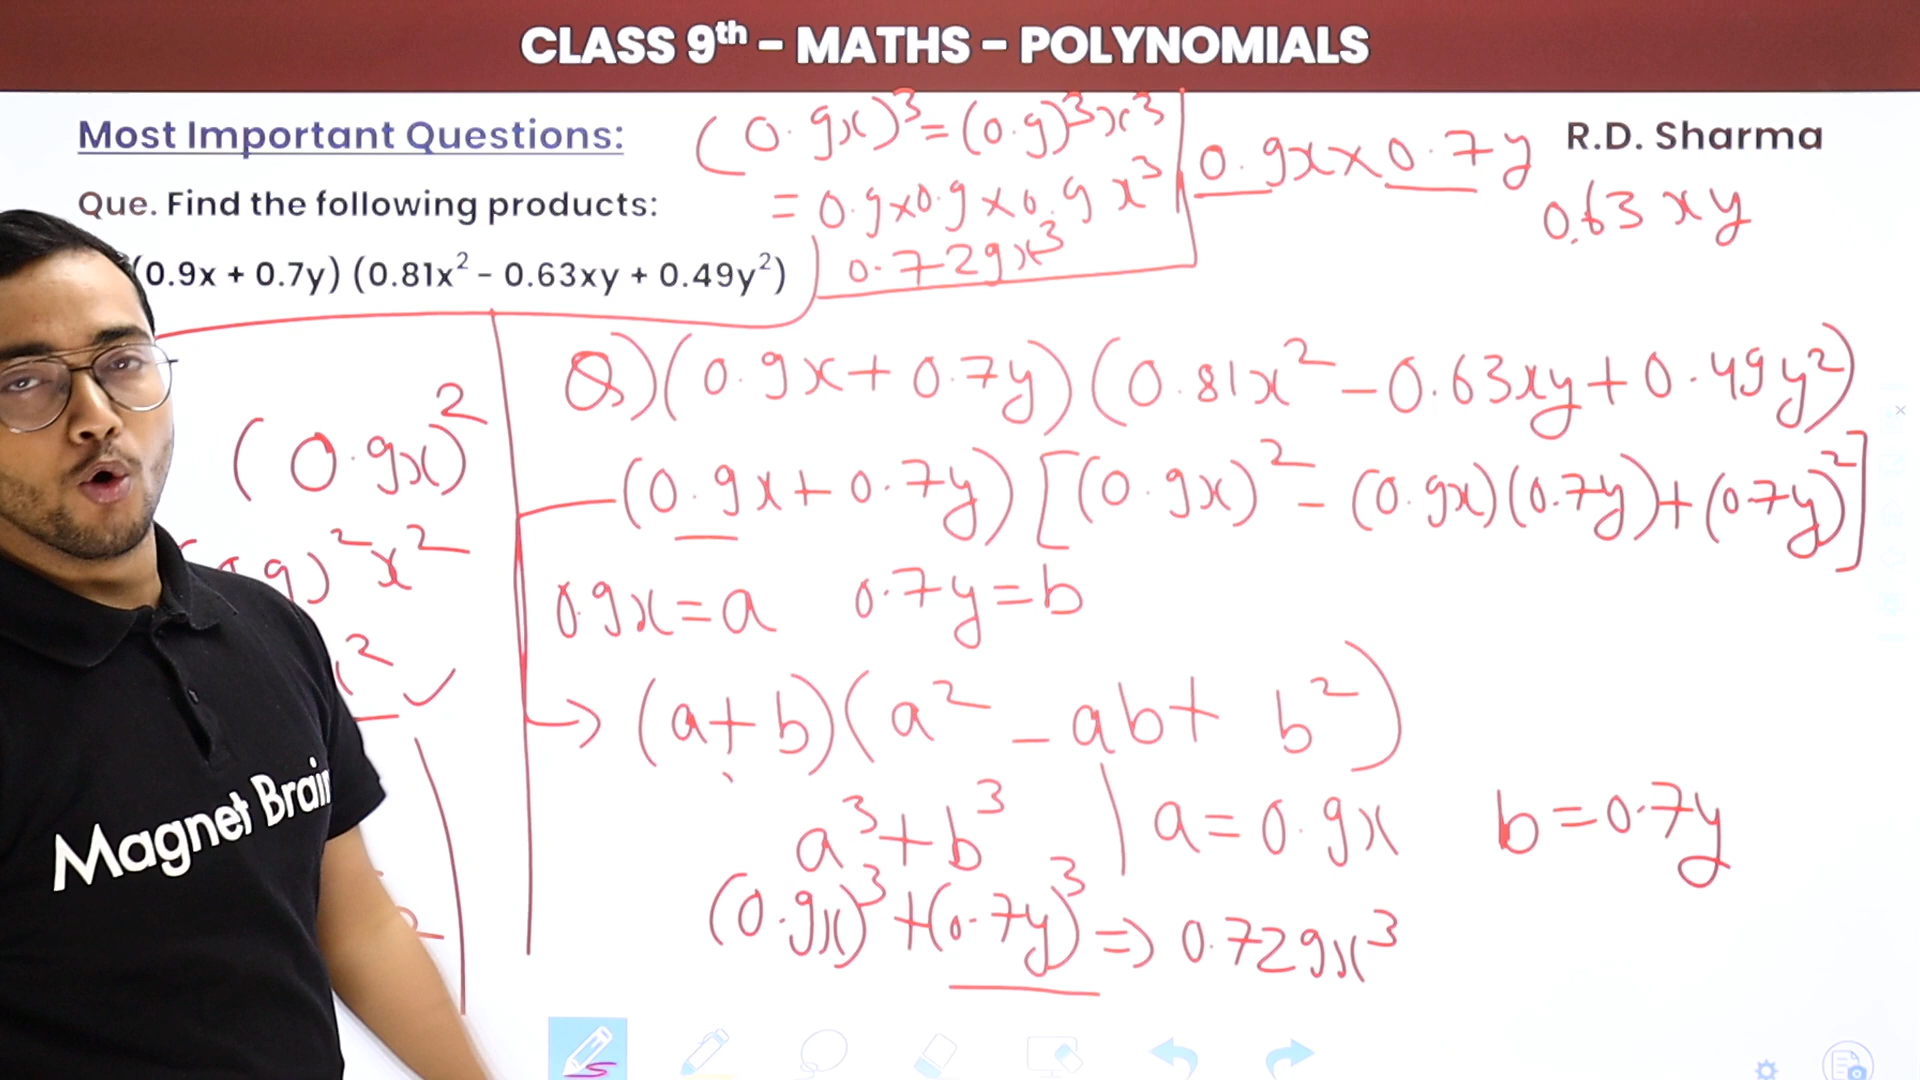 CLASS 9th – MATHS – POLYNOMIALS
Most Important Questions:
R.D. Sharma
Que. Find the following products:
(0.9x + 0.7y) (0.81x² - 0.63xy + 0.49y²)
(0.9x)³ = (0.9)³x³
= 0.9×0.9×0.9 x³
0.729x³
0.9x×0.7y
0.63xy
(0.9x)²
9)²x²
²
Q) (0.9x + 0.7y) (0.81x² – 0.63xy + 0.49y²)
(0.9x + 0.7y) [(0.9x)² – (0.9x)(0.7y) + (0.7y)²]
0.9x = a 0.7y = b
→ (a + b)(a² – ab + b²)
a³ + b³ | a = 0.9x b = 0.7y
(0.9x)³ + (0.7y)³ ⇒ 0.729x³
Magnet Brain